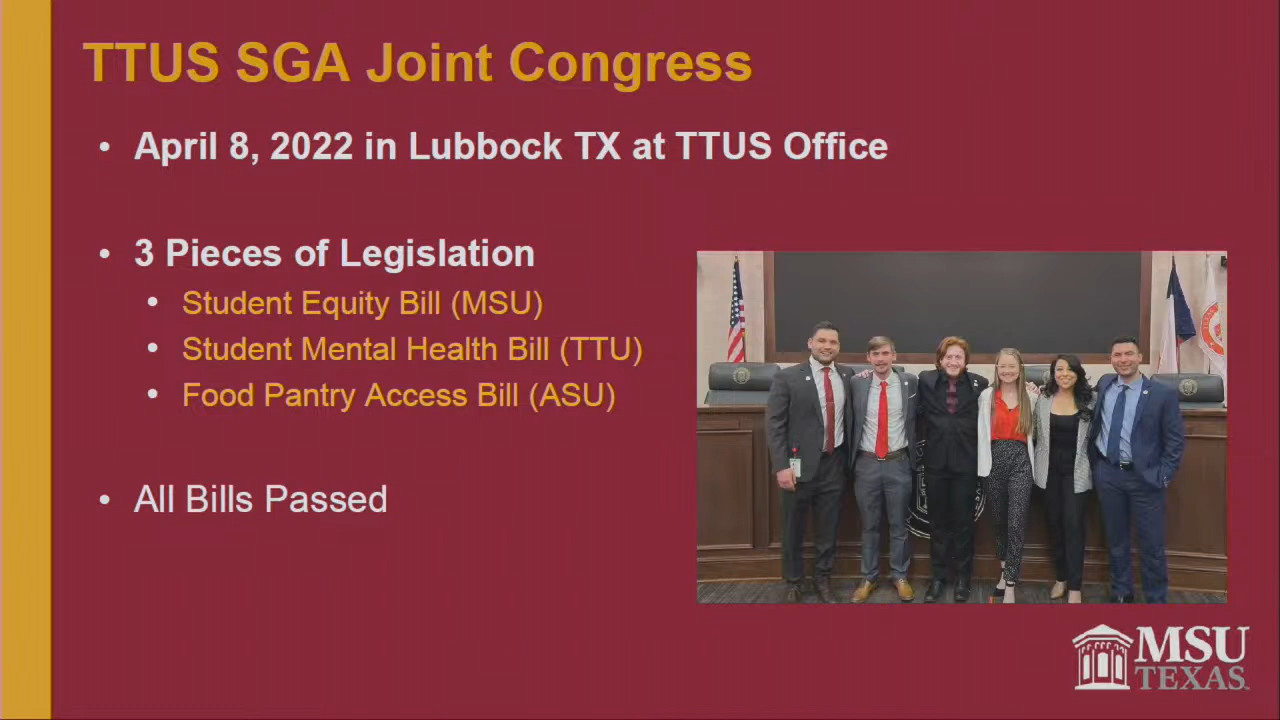 TTUS SGA Joint Congress
• April 8, 2022 in Lubbock TX at TTUS Office
• 3 Pieces of Legislation
• Student Equity Bill (MSU)
• Student Mental Health Bill (TTU)
• Food Pantry Access Bill (ASU)
• All Bills Passed
MSU
TEXAS